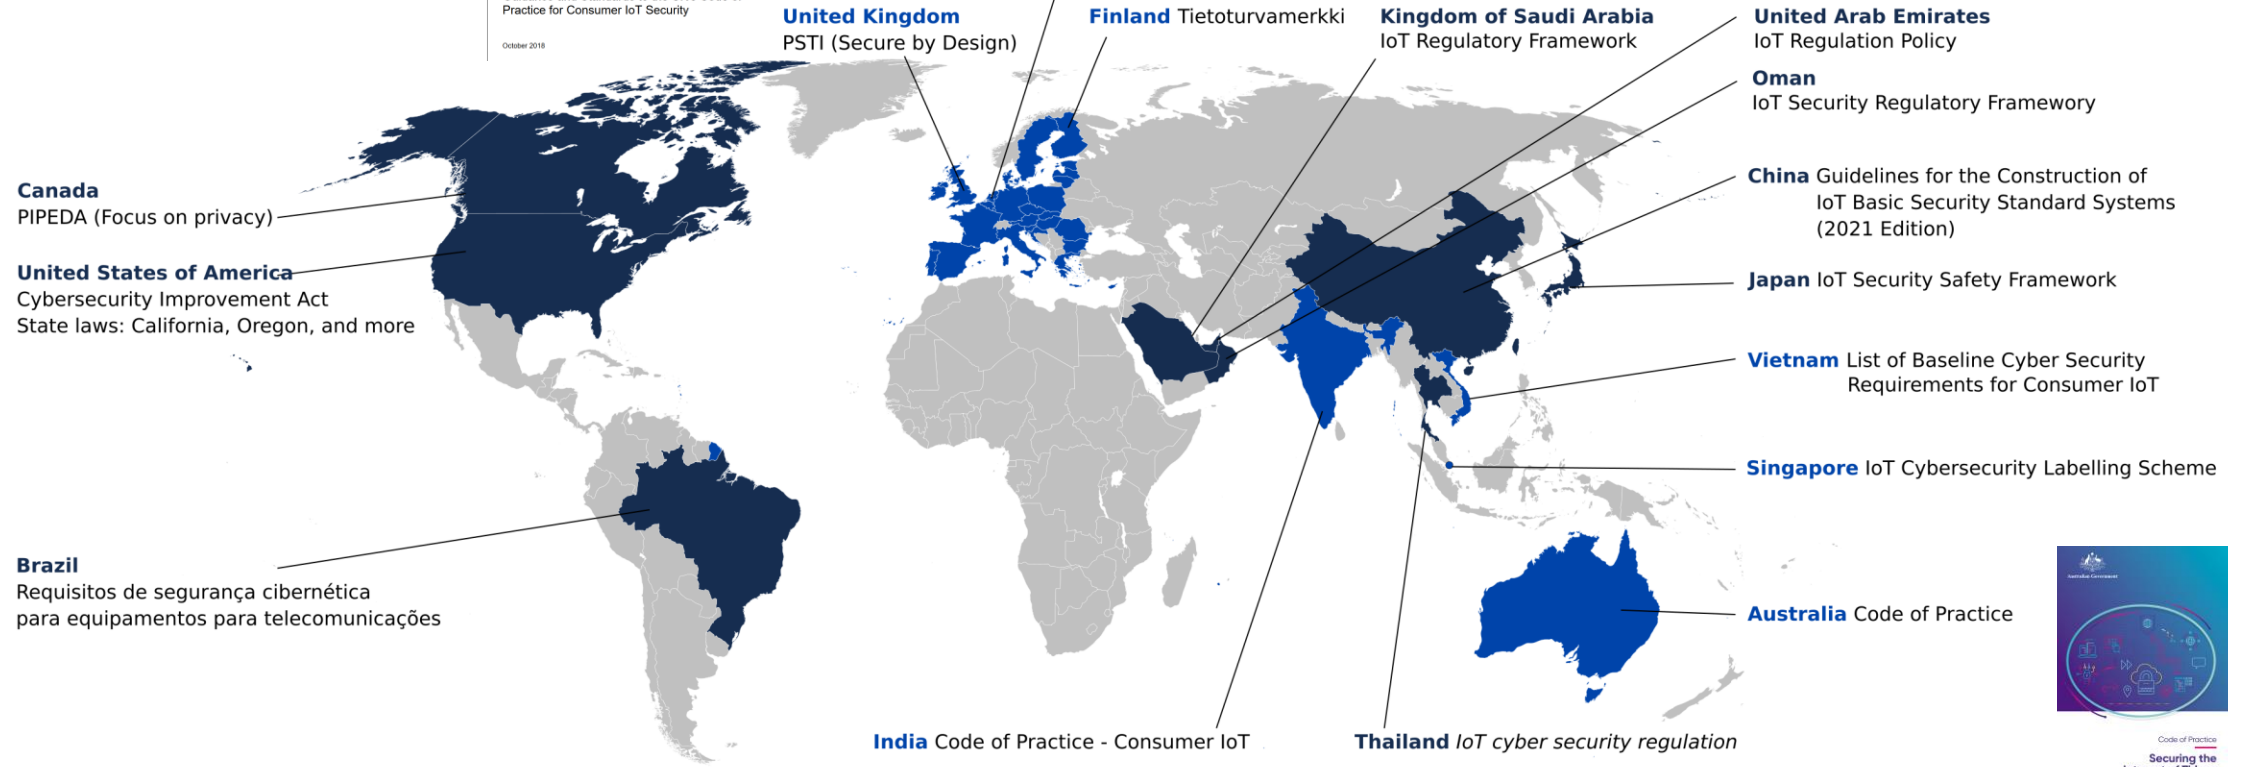 Practice for Consumer IoT Security
October 2018
United Kingdom
PSTI (Secure by Design)
Finland Tietoturvamerkki
Kingdom of Saudi Arabia
IoT Regulatory Framework
United Arab Emirates
IoT Regulation Policy
Oman
IoT Security Regulatory Framewory
China Guidelines for the Construction of
IoT Basic Security Standard Systems
(2021 Edition)
Canada
PIPEDA (Focus on privacy)
United States of America
Cybersecurity Improvement Act
State laws: California, Oregon, and more
Japan IoT Security Safety Framework
Vietnam List of Baseline Cyber Security
Requirements for Consumer IoT
Singapore IoT Cybersecurity Labelling Scheme
Brazil
Requisitos de segurança cibernética
para equipamentos para telecomunicações
Australia Code of Practice
Australian Government
India Code of Practice - Consumer IoT
Thailand IoT cyber security regulation
Code of Practice
Securing the